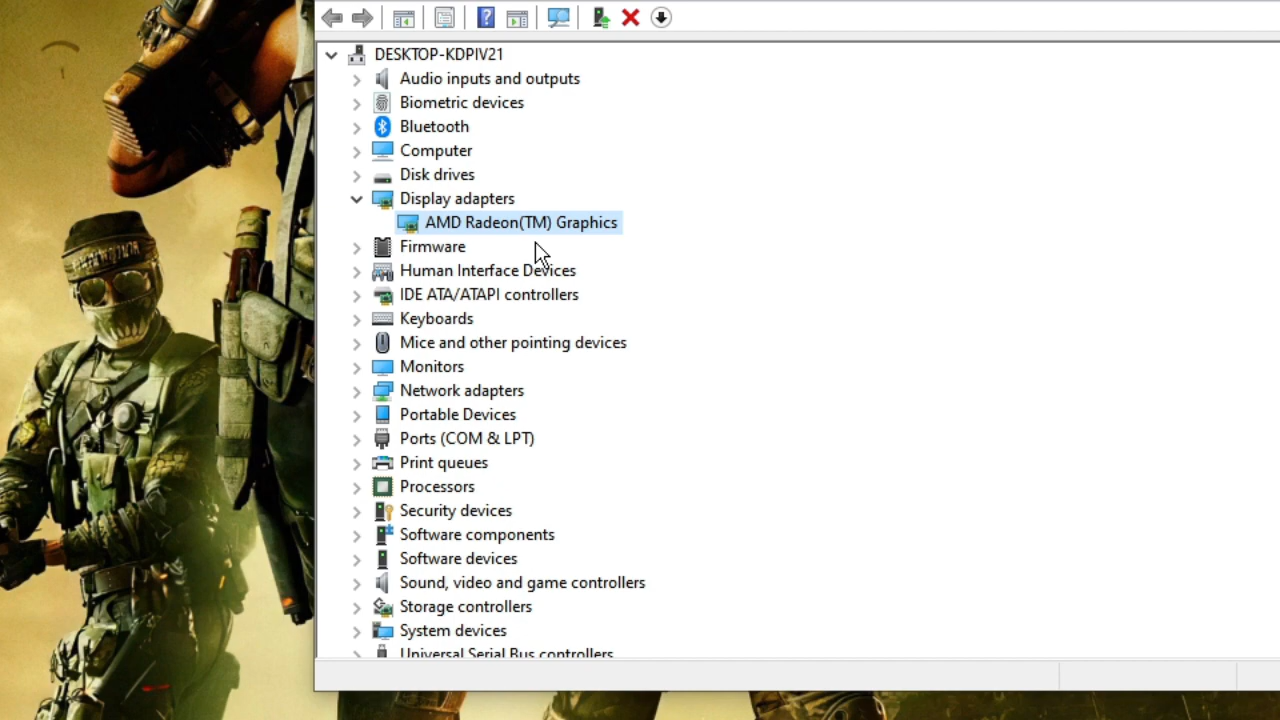 DESKTOP-KDPIV21
Audio inputs and outputs
Biometric devices
Bluetooth
Computer
Disk drives
Display adapters
AMD Radeon(TM) Graphics
Firmware
Human Interface Devices
IDE ATA/ATAPI controllers
Keyboards
Mice and other pointing devices
Monitors
Network adapters
Portable Devices
Ports (COM & LPT)
Print queues
Processors
Security devices
Software components
Software devices
Sound, video and game controllers
Storage controllers
System devices
Universal Serial Bus controllers